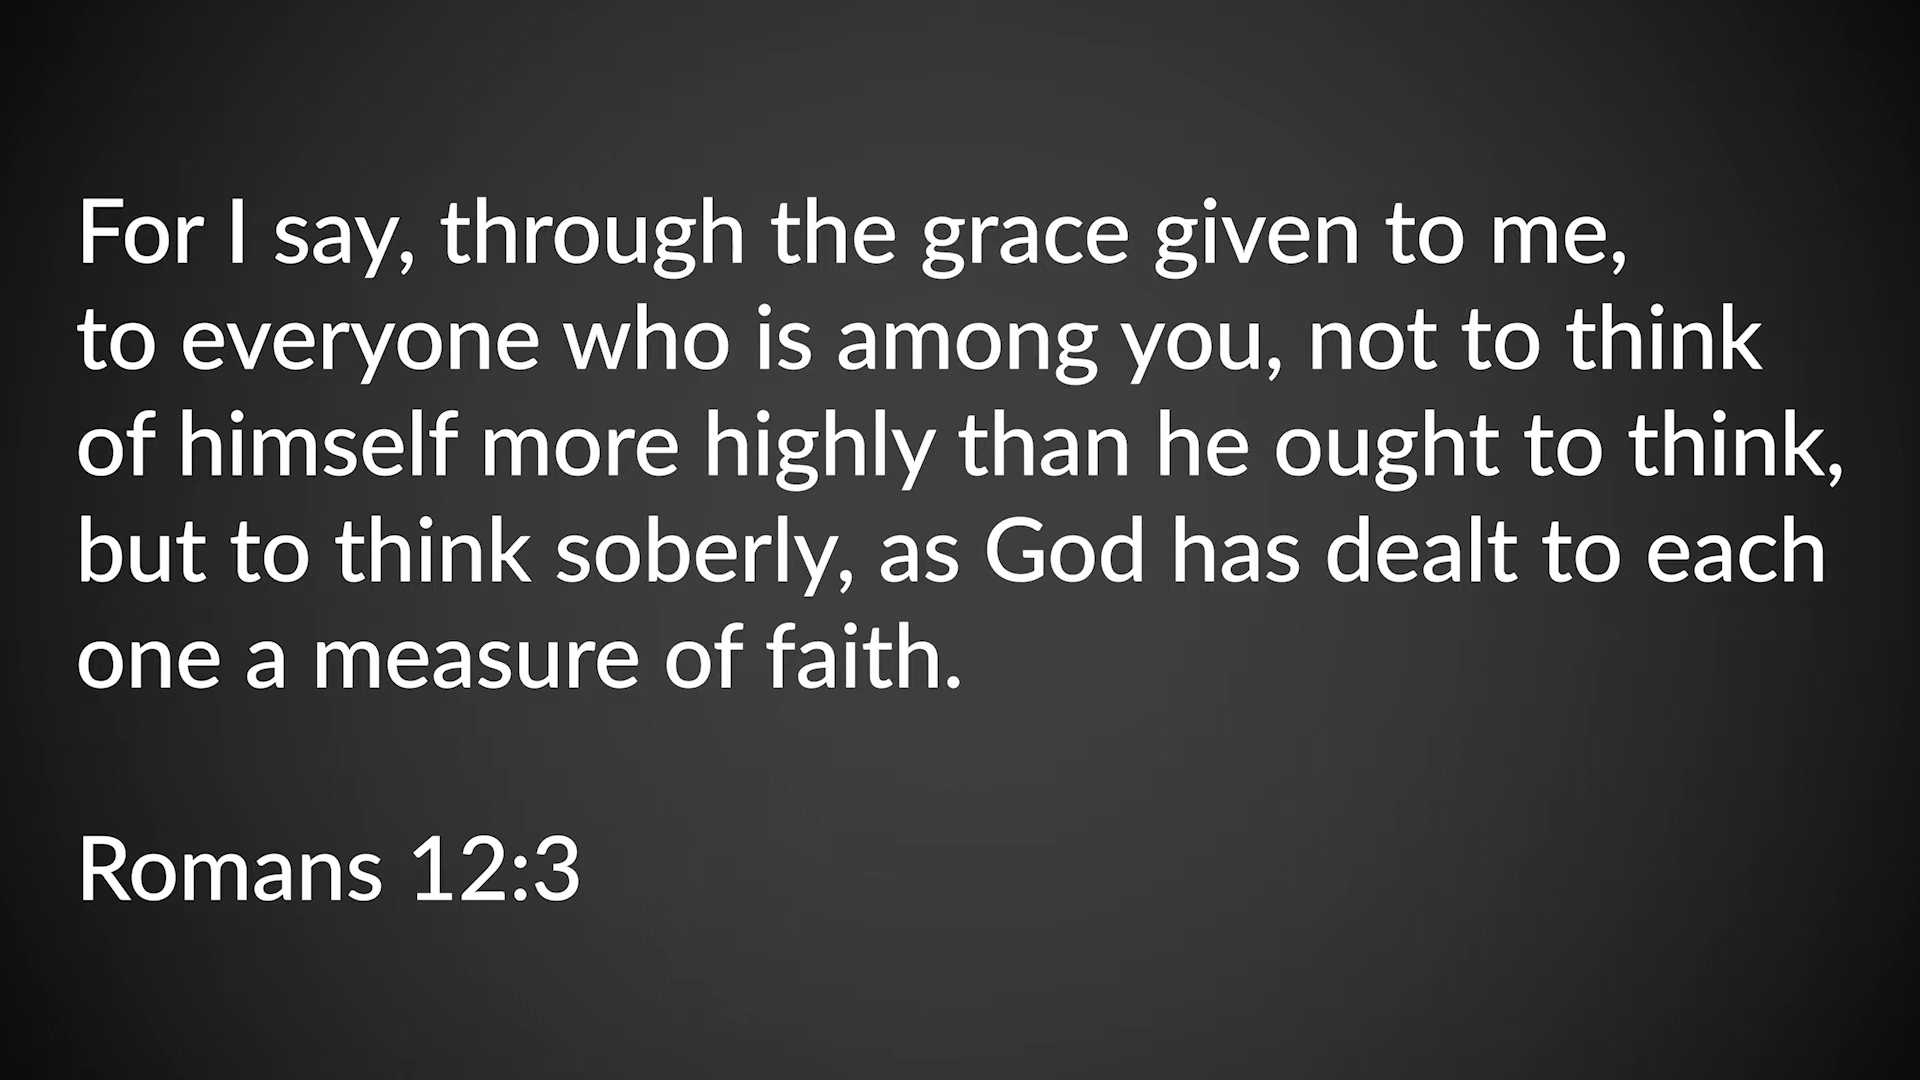 For I say, through the grace given to me,
to everyone who is among you, not to think
of himself more highly than he ought to think,
but to think soberly, as God has dealt to each
one a measure of faith.
Romans 12:3